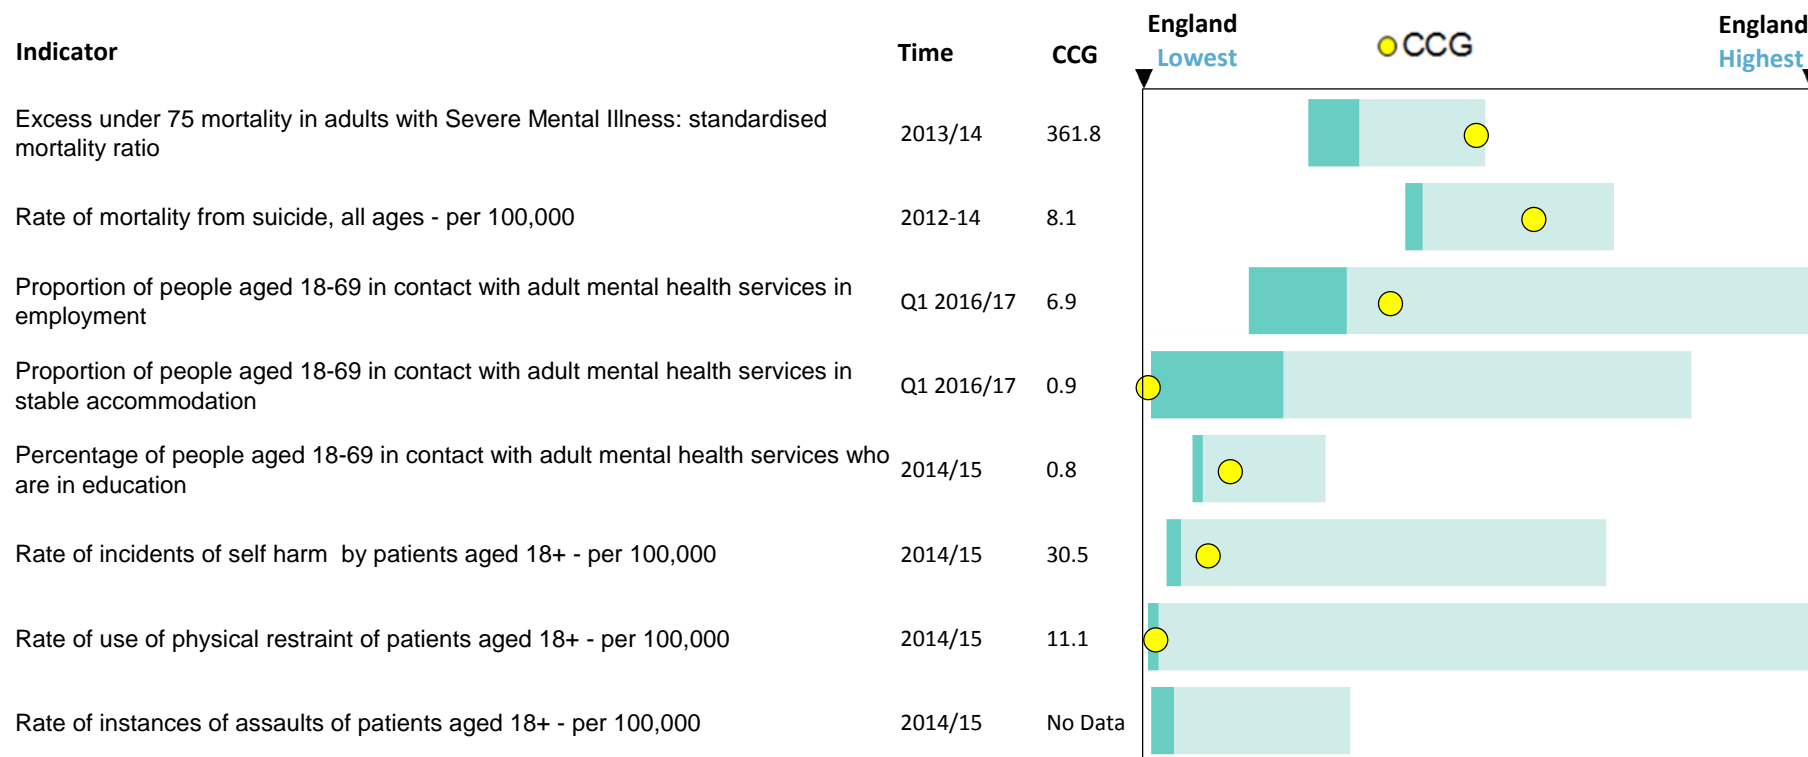 England
England
Indicator
Time
CCG
Lowest
CCG
Highest
Excess under 75 mortality in adults with Severe Mental Illness: standardised
mortality ratio
2013/14
361.8
Rate of mortality from suicide, all ages - per 100,000
2012-14
8.1
Proportion of people aged 18-69 in contact with adult mental health services in
employment
Q1 2016/17
6.9
Proportion of people aged 18-69 in contact with adult mental health services in
stable accommodation
Q1 2016/17
0.9
Percentage of people aged 18-69 in contact with adult mental health services who
are in education
2014/15
0.8
Rate of incidents of self harm  by patients aged 18+ - per 100,000
2014/15
30.5
Rate of use of physical restraint of patients aged 18+ - per 100,000
2014/15
11.1
Rate of instances of assaults of patients aged 18+ - per 100,000
2014/15
No Data